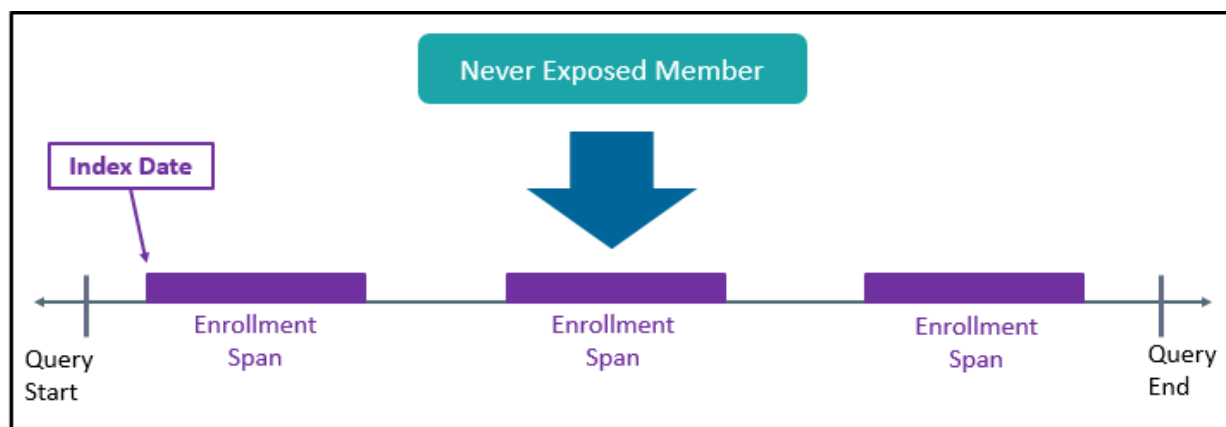 Never Exposed Member
Index Date
Enrollment
Span
Enrollment
Span
Enrollment
Span
Query
Start
Query
End